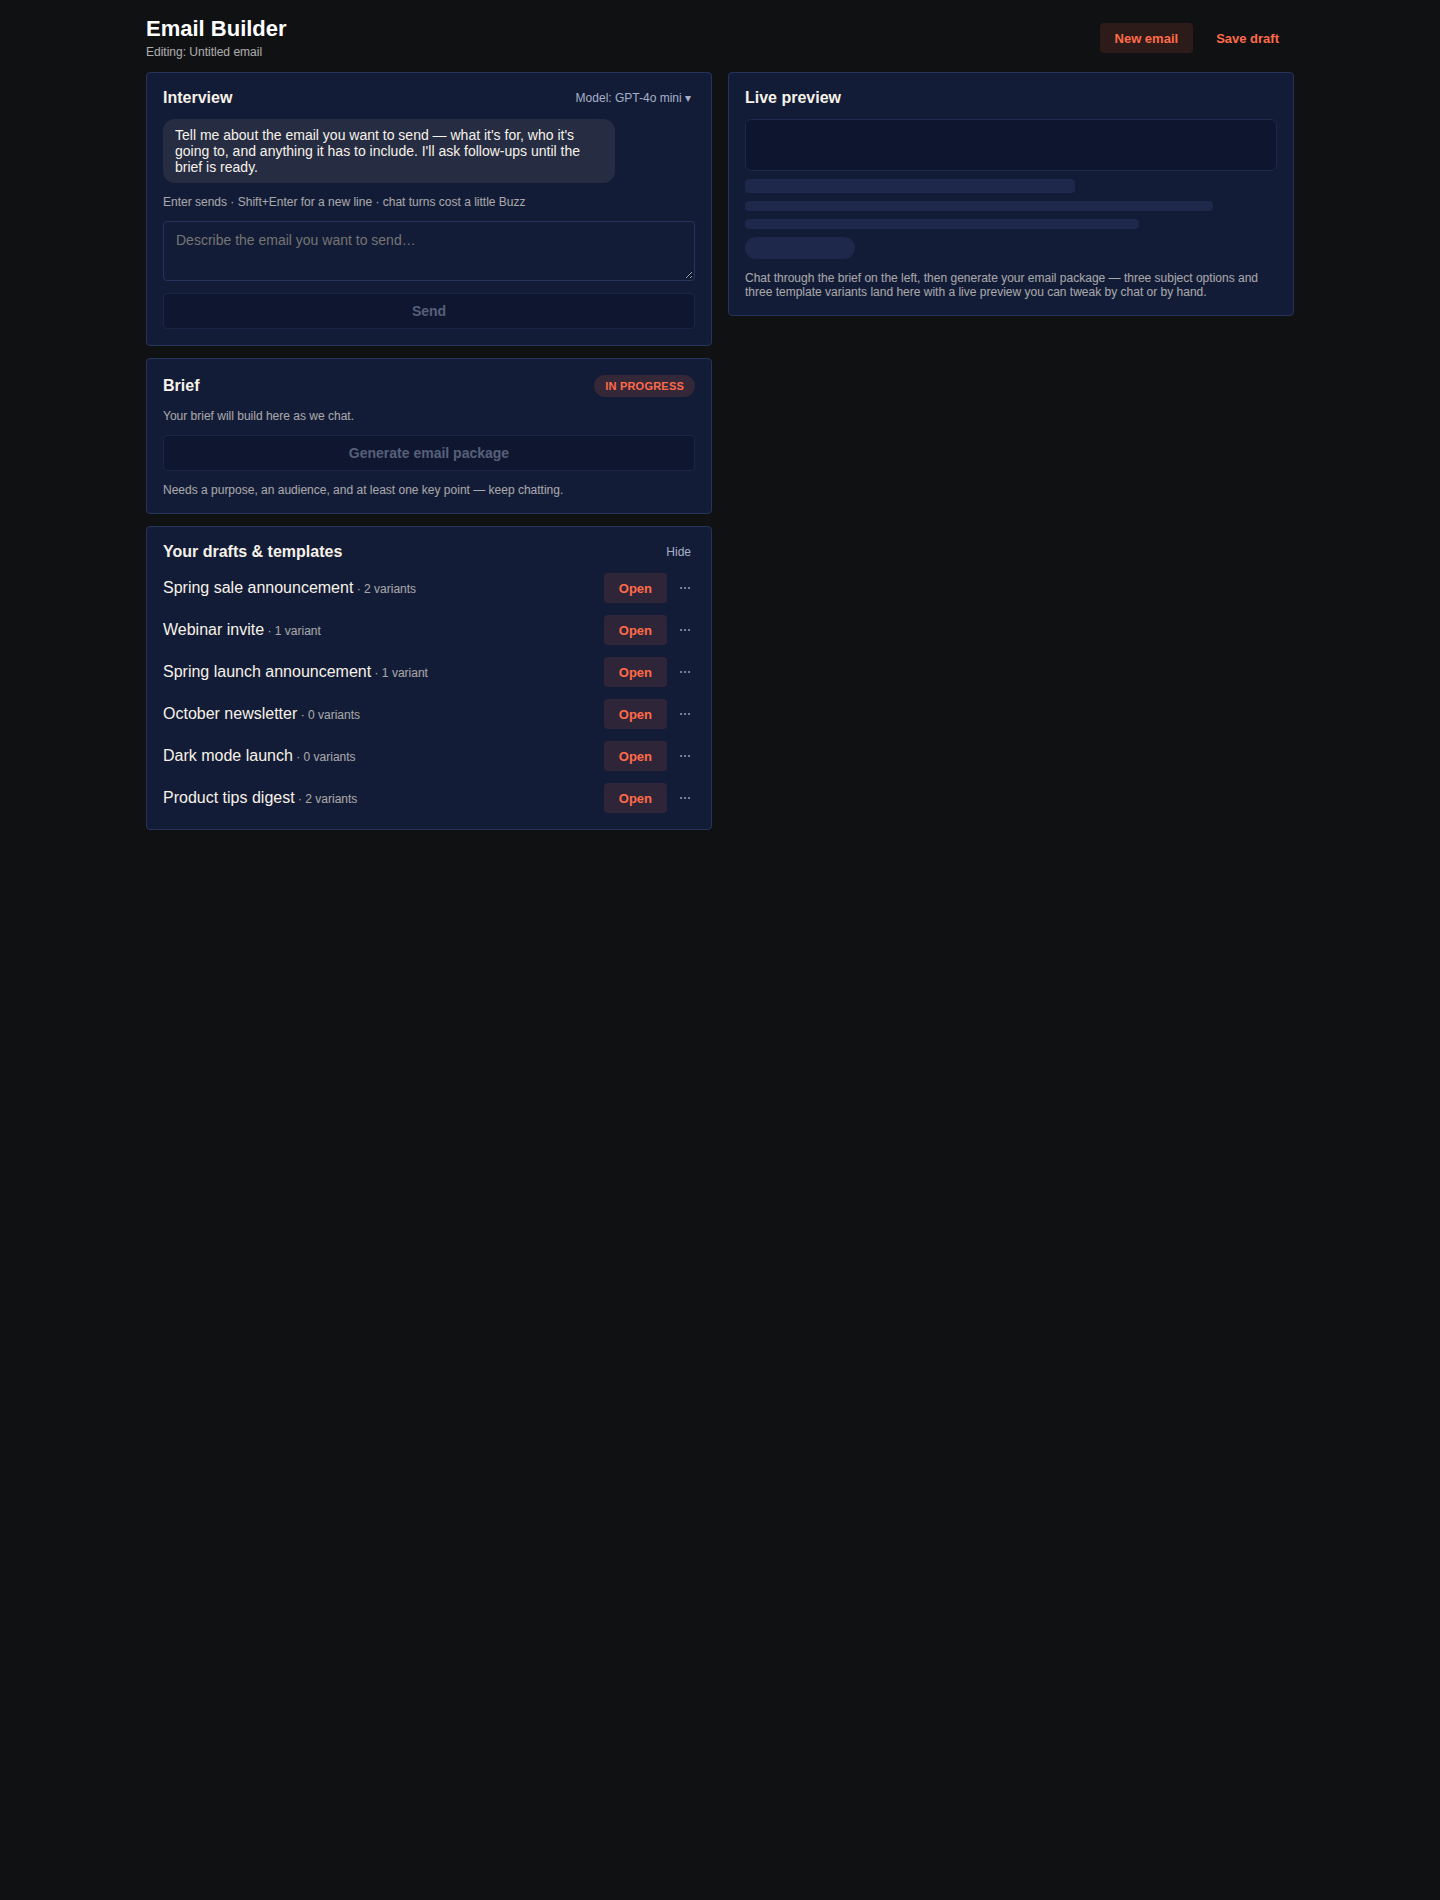 Email Builder
Editing: Untitled email
New email
Save draft
Interview
Model: GPT-4o mini ▾
Tell me about the email you want to send — what it's for, who it's
going to, and anything it has to include. I'll ask follow-ups until the
brief is ready.
Enter sends · Shift+Enter for a new line · chat turns cost a little Buzz
Describe the email you want to send…
Send
Brief
IN PROGRESS
Your brief will build here as we chat.
Generate email package
Needs a purpose, an audience, and at least one key point — keep chatting.
Your drafts & templates
Hide
Spring sale announcement · 2 variants
Open
···
Webinar invite · 1 variant
Open
···
Spring launch announcement · 1 variant
Open
···
October newsletter · 0 variants
Open
···
Dark mode launch · 0 variants
Open
···
Product tips digest · 2 variants
Open
···
Live preview
Chat through the brief on the left, then generate your email package — three subject options and
three template variants land here with a live preview you can tweak by chat or by hand.